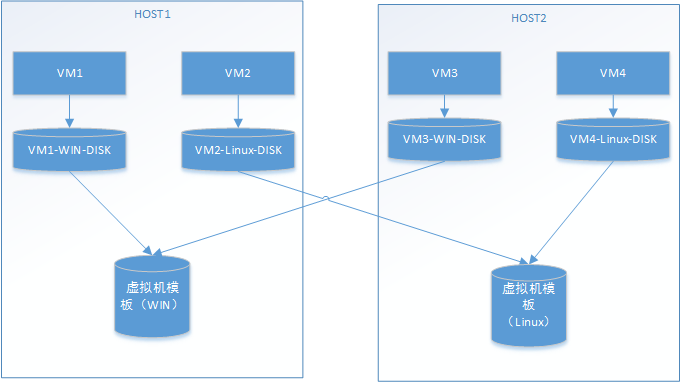 HOST1
VM1
VM2
VM1-WIN-DISK
VM2-Linux-DISK
虚拟机模
板（WIN）
HOST2
VM3
VM4
VM3-WIN-DISK
VM4-Linux-DISK
虚拟机模
板
（Linux）